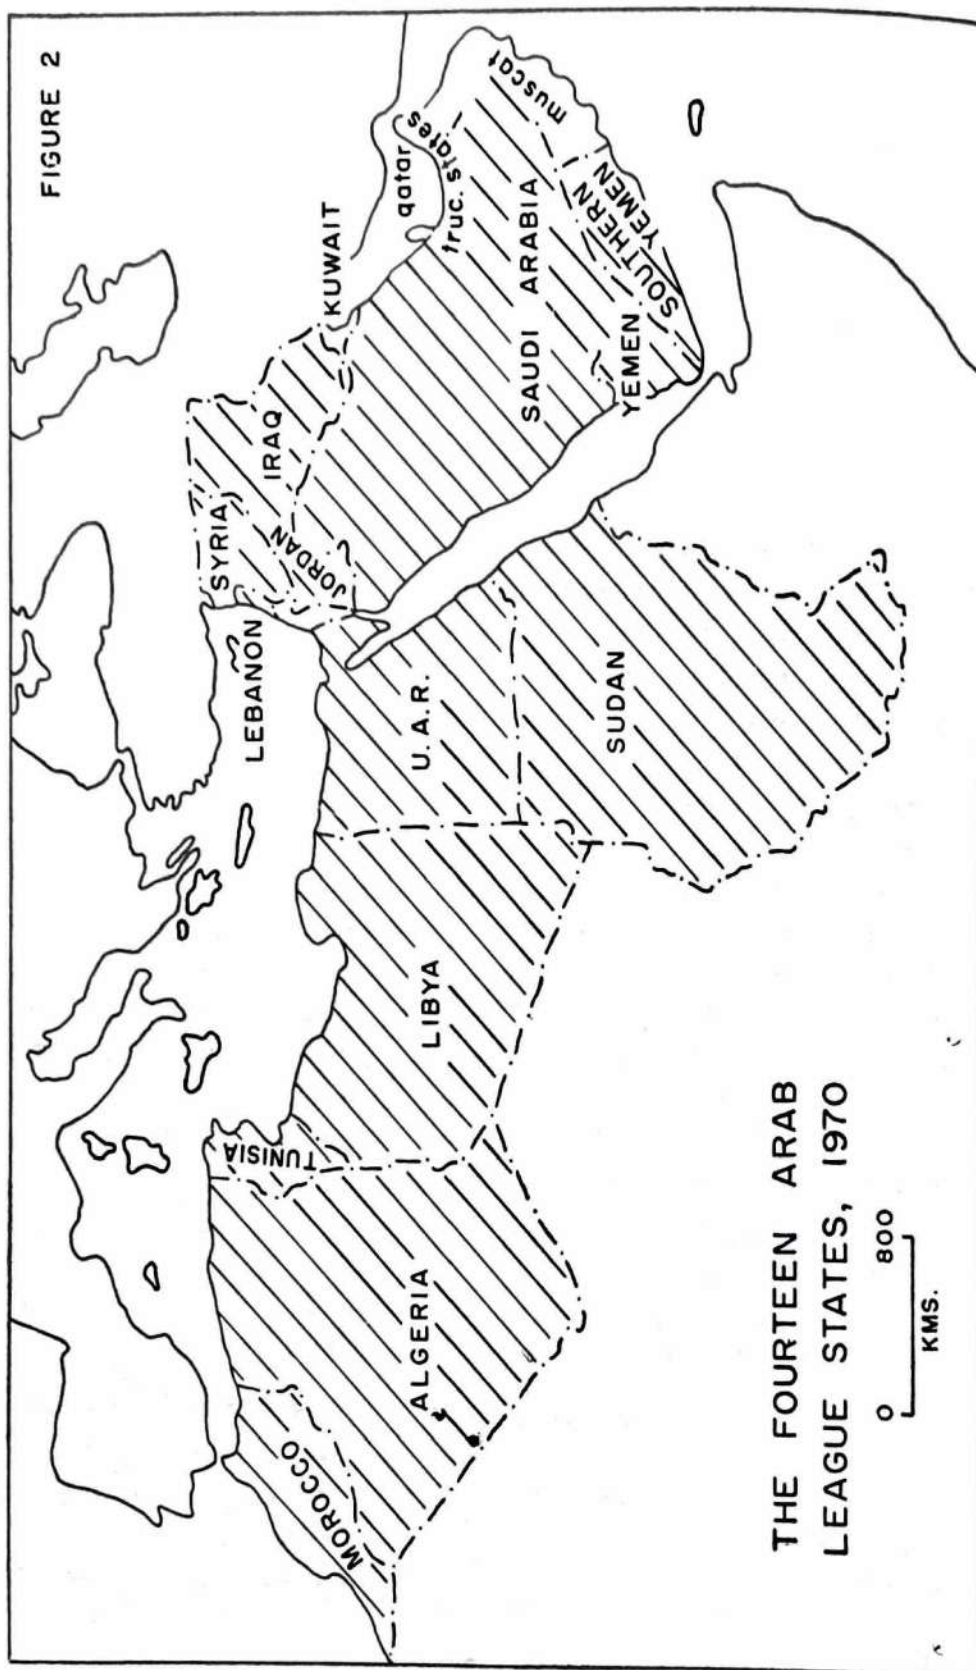 FIGURE 2
MOROCCO
ALGERIA
TUNISIA
LIBYA
LEBANON
SYRIA
IRAQ
JORDAN
KUWAIT
U. A. R.
SUDAN
SAUDI ARABIA
YEMEN
SOUTHERN
YEMEN
qatar
truc. states
muscat
THE FOURTEEN ARAB
LEAGUE STATES, 1970
0 800
KMS.